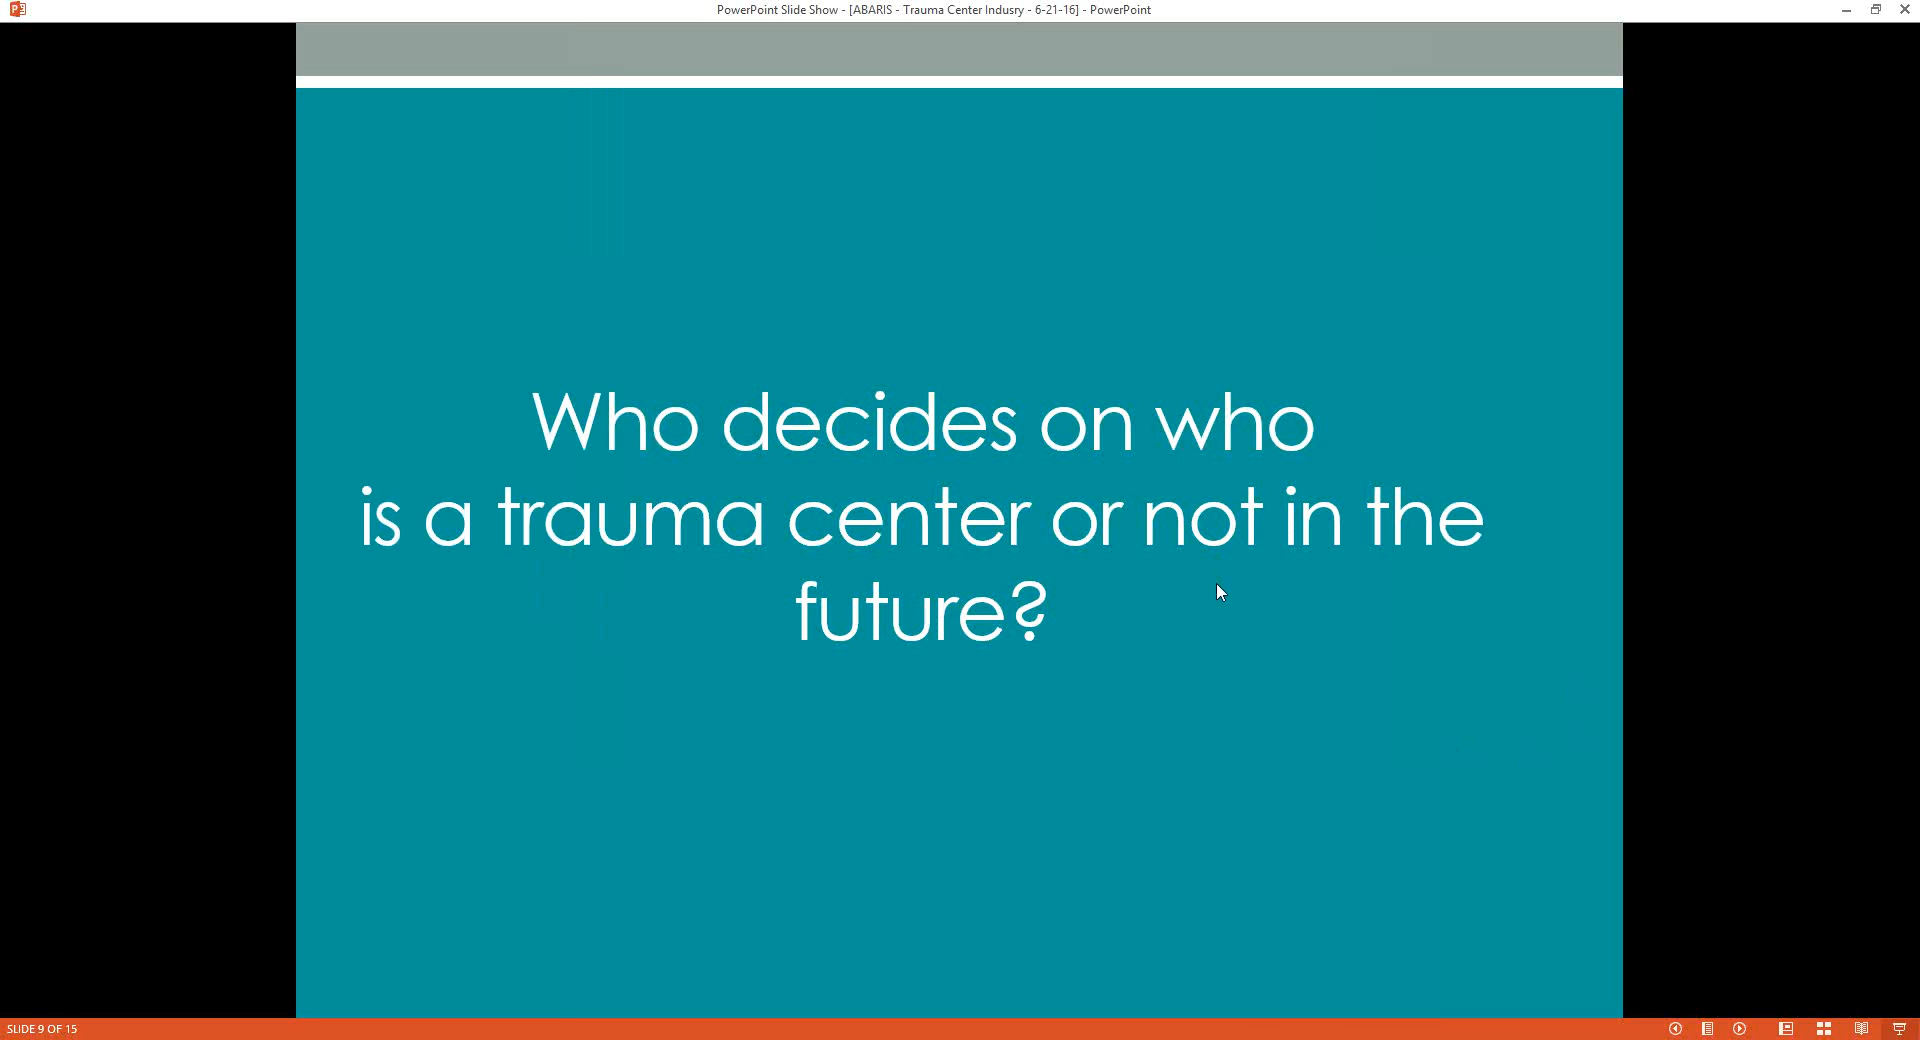 PowerPoint Slide Show - [ABARIS - Trauma Center Indusry - 6-21-16] - PowerPoint
Who decides on who
is a trauma center or not in the
future?
SLIDE 9 OF 15